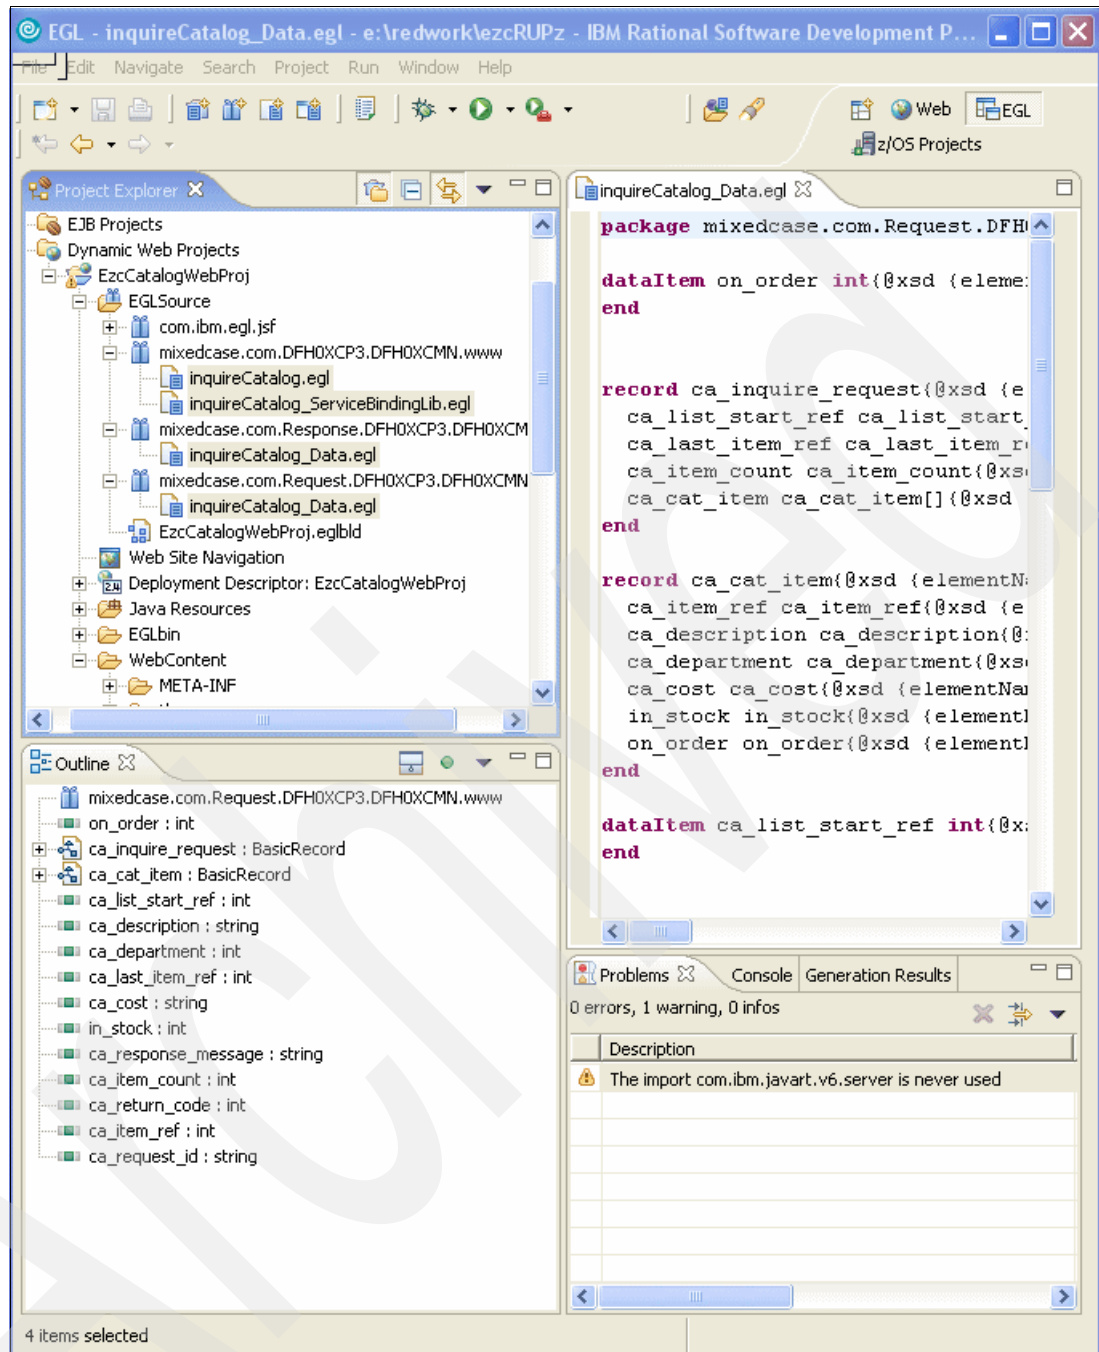 EGL - inquireCatalog_Data.egl - e:\redwork\ezcRUPz - IBM Rational Software Development P...
File Edit Navigate Search Project Run Window Help
Web EGL
z/OS Projects
Project Explorer
EJB Projects
Dynamic Web Projects
EzcCatalogWebProj
EGLSource
com.ibm.egl.jsf
mixedcase.com.DFH0XCP3.DFH0XCMN.www
inquireCatalog.egl
inquireCatalog_ServiceBindingLib.egl
mixedcase.com.Response.DFH0XCP3.DFH0XCM
inquireCatalog_Data.egl
mixedcase.com.Request.DFH0XCP3.DFH0XCMN
inquireCatalog_Data.egl
EzcCatalogWebProj.eglbld
Web Site Navigation
Deployment Descriptor: EzcCatalogWebProj
Java Resources
EGLbin
WebContent
META-INF
inquireCatalog_Data.egl
package mixedcase.com.Request.DFH
dataItem on_order int{@xsd {eleme
end
record ca_inquire_request{@xsd {e
ca_list_start_ref ca_list_start_
ca_last_item_ref ca_last_item_r
ca_item_count ca_item_count{@xs
ca_cat_item ca_cat_item[]{@xsd
end
record ca_cat_item{@xsd {elementN
ca_item_ref ca_item_ref{@xsd {e
ca_description ca_description{@
ca_department ca_department{@xs
ca_cost ca_cost{@xsd {elementNa
in_stock in_stock{@xsd {element
on_order on_order{@xsd {element
end
dataItem ca_list_start_ref int{@x
end
Outline
mixedcase.com.Request.DFH0XCP3.DFH0XCMN.www
on_order : int
ca_inquire_request : BasicRecord
ca_cat_item : BasicRecord
ca_list_start_ref : int
ca_description : string
ca_department : int
ca_last_item_ref : int
ca_cost : string
in_stock : int
ca_response_message : string
ca_item_count : int
ca_return_code : int
ca_item_ref : int
ca_request_id : string
Problems Console Generation Results
0 errors, 1 warning, 0 infos
Description
The import com.ibm.javart.v6.server is never used
4 items selected
Archived